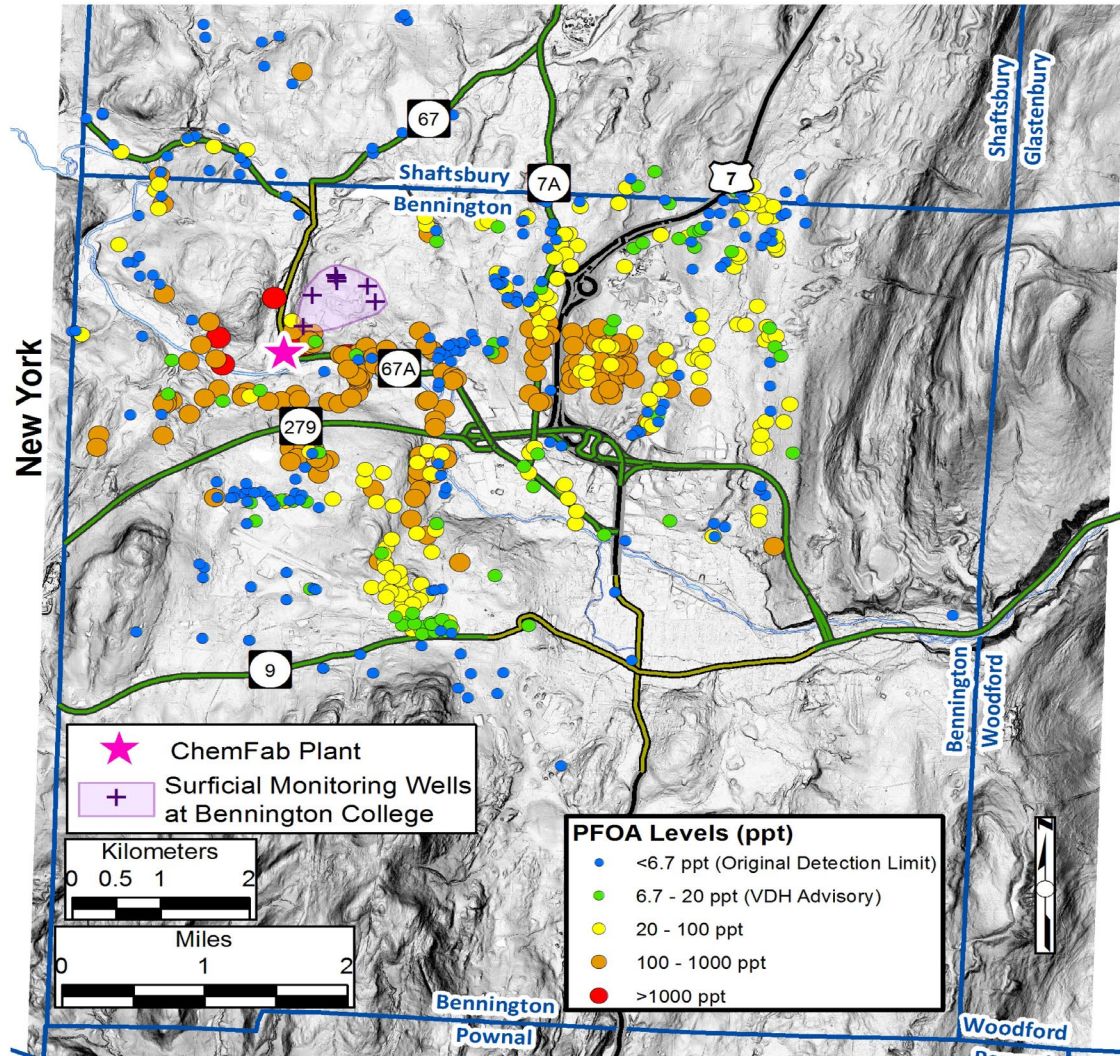 67
Shaftsbury
Glastenbury
7
7A
Shaftsbury
Bennington
New York
67A
279
9
Bennington
Woodford
ChemFab Plant
Surficial Monitoring Wells
at Bennington College
Kilometers
0 0.5 1 2
Miles
0 1 2
PFOA Levels (ppt)
<6.7 ppt (Original Detection Limit)
6.7 - 20 ppt (VDH Advisory)
20 - 100 ppt
100 - 1000 ppt
>1000 ppt
Bennington
Pownal
Woodford